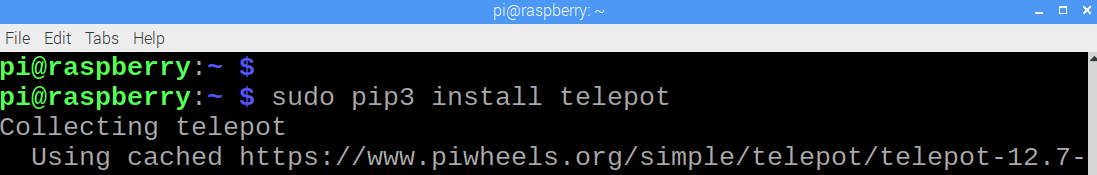 pi@raspberry: ~
File Edit Tabs Help
pi@raspberry:~ $
pi@raspberry:~ $ sudo pip3 install telepot
Collecting telepot
  Using cached https://www.piwheels.org/simple/telepot/telepot-12.7-